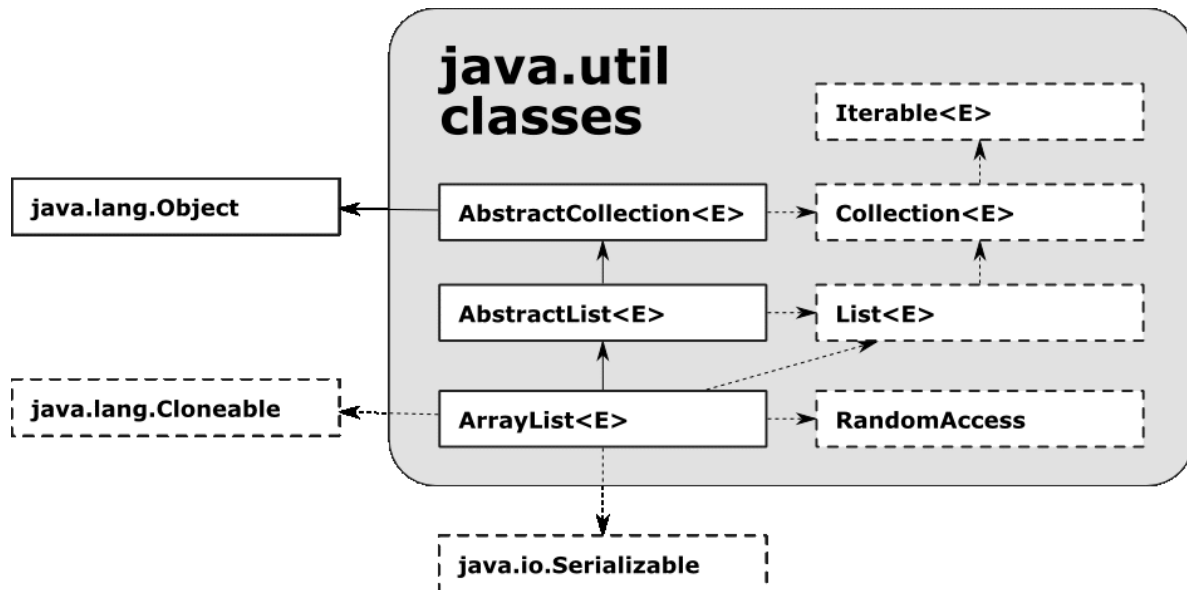 java.util
classes
Iterable<E>
java.lang.Object
AbstractCollection<E>
Collection<E>
AbstractList<E>
List<E>
java.lang.Cloneable
ArrayList<E>
RandomAccess
java.io.Serializable